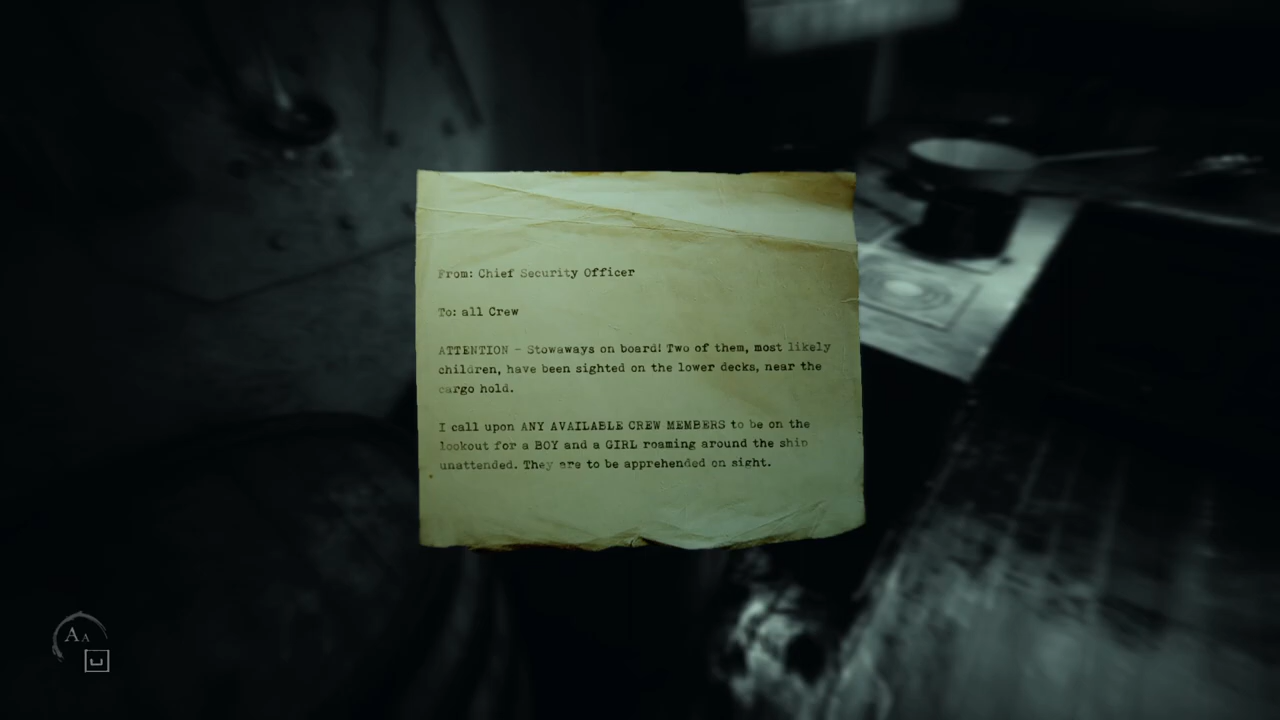 From: Chief Security Officer
To: all Crew
ATTENTION - Stowaways on board! Two of them, most likely
children, have been sighted on the lower decks, near the
cargo hold.
I call upon ANY AVAILABLE CREW MEMBERS to be on the
lookout for a BOY and a GIRL roaming around the ship
unattended. They are to be apprehended on sight.
AA